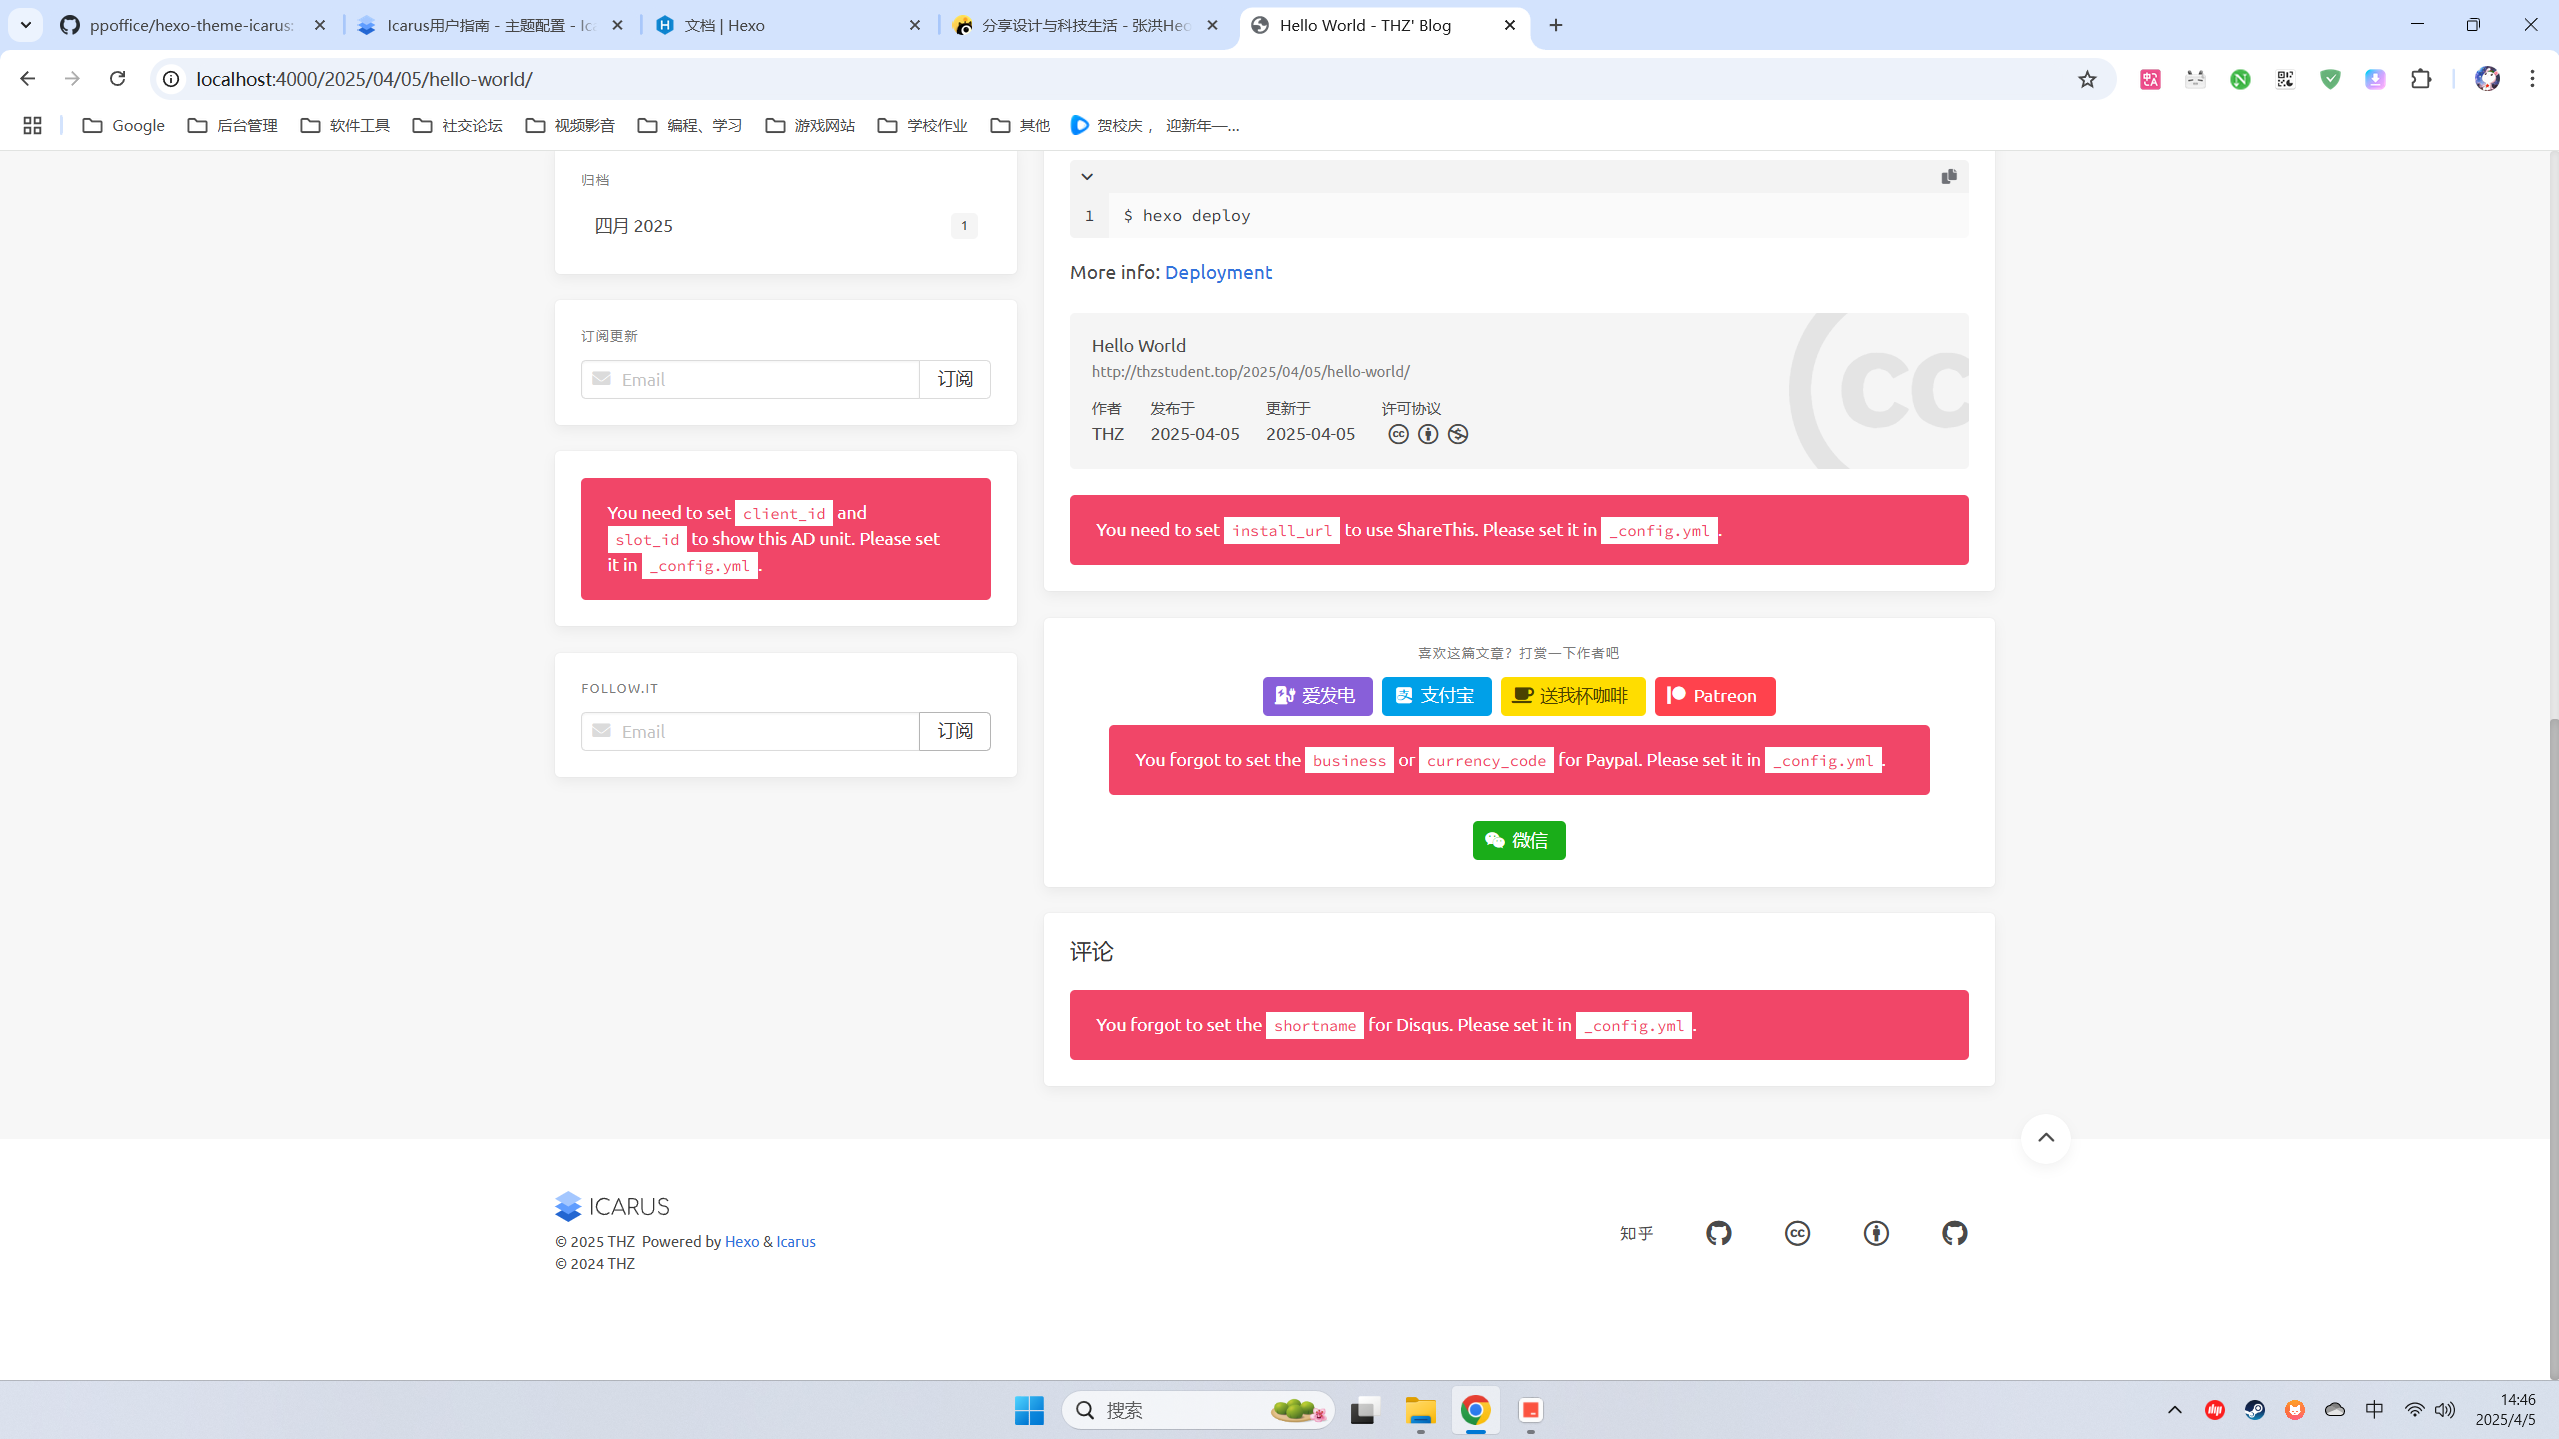 ppoffice/hexo-theme-icarus:
Icarus用户指南 - 主题配置 - Ica
文档 | Hexo
分享设计与科技生活 - 张洪Heo
Hello World - THZ' Blog
localhost:4000/2025/04/05/hello-world/
Google
后台管理
软件工具
社交论坛
视频影音
编程、学习
游戏网站
学校作业
其他
贺校庆， 迎新年—...
归档
四月 2025
1
订阅更新
Email
订阅
You need to set client_id and
slot_id to show this AD unit. Please set
it in _config.yml.
FOLLOW.IT
Email
订阅
1
$ hexo deploy
More info: Deployment
Hello World
http://thzstudent.top/2025/04/05/hello-world/
作者
发布于
更新于
许可协议
THZ
2025-04-05
2025-04-05
You need to set install_url to use ShareThis. Please set it in _config.yml.
喜欢这篇文章？打赏一下作者吧
爱发电
支付宝
送我杯咖啡
Patreon
You forgot to set the business or currency_code for Paypal. Please set it in _config.yml.
微信
评论
You forgot to set the shortname for Disqus. Please set it in _config.yml.
ICARUS
© 2025 THZ  Powered by Hexo & Icarus
© 2024 THZ
知乎
搜索
中
14:46
2025/4/5